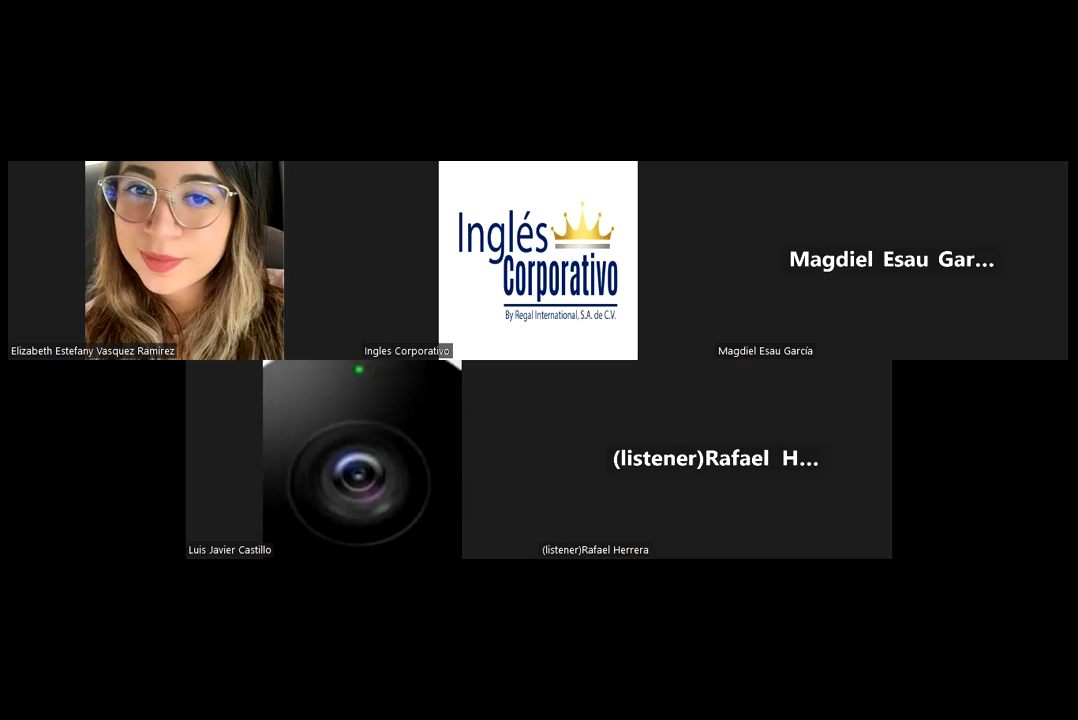 Inglés
Corporativo
By Regal International, S.A. de C.V.
Magdiel Esau Gar...
Elizabeth Estefany Vasquez Ramirez
Ingles Corporativo
Magdiel Esau García
(listener)Rafael H...
Luis Javier Castillo
(listener)Rafael Herrera